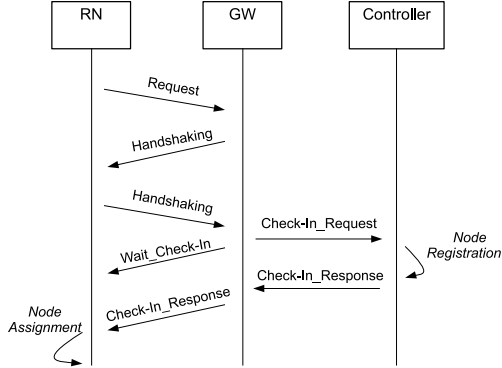 RN
GW
Controller
Request
Handshaking
Handshaking
Check-In_Request
Wait_Check-In
Node
Registration
Check-In_Response
Check-In_Response
Node
Assignment